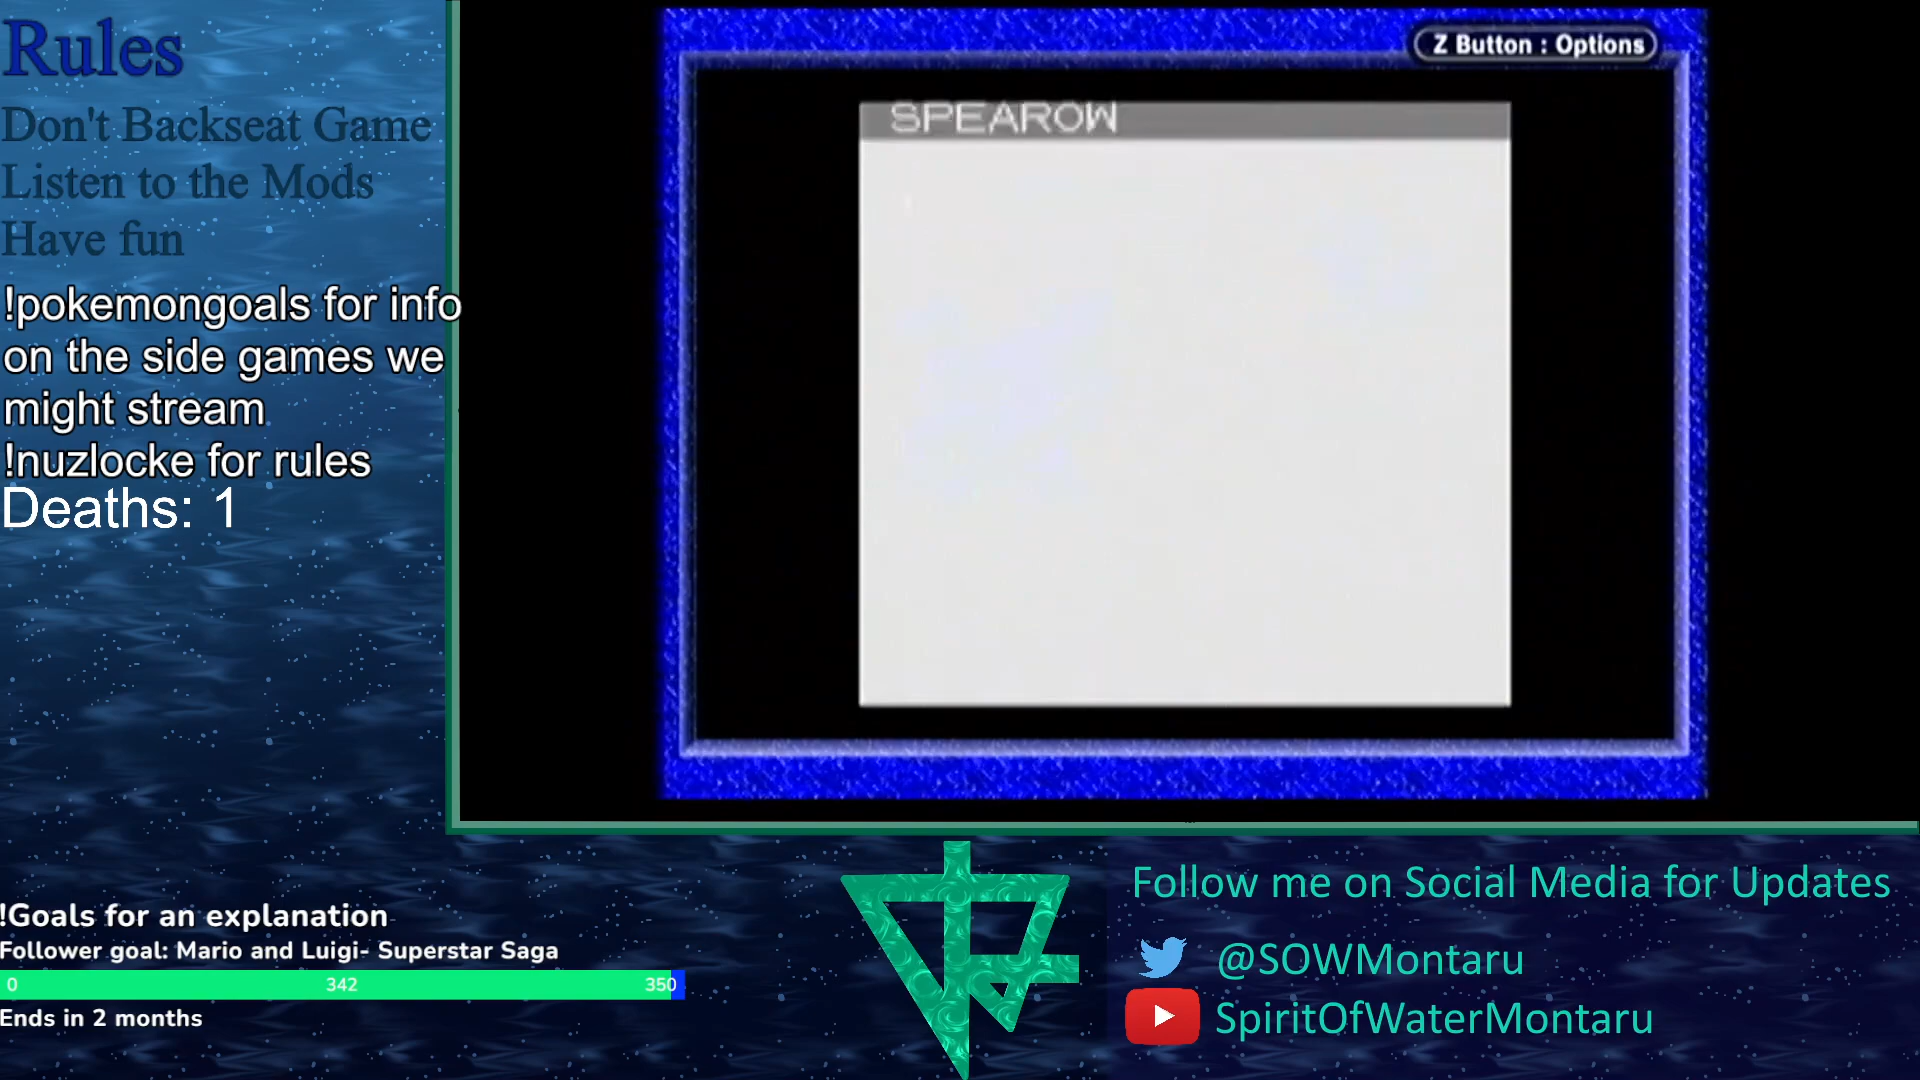 Rules
Don't Backseat Game
Listen to the Mods
Have fun
!pokemongoals for info
on the side games we
might stream
!nuzlocke for rules
Deaths: 1
Z Button : Options
SPEAROW
!Goals for an explanation
Follower goal: Mario and Luigi- Superstar Saga
0 342 350
Ends in 2 months
Follow me on Social Media for Updates
@SOWMontaru
SpiritOfWaterMontaru